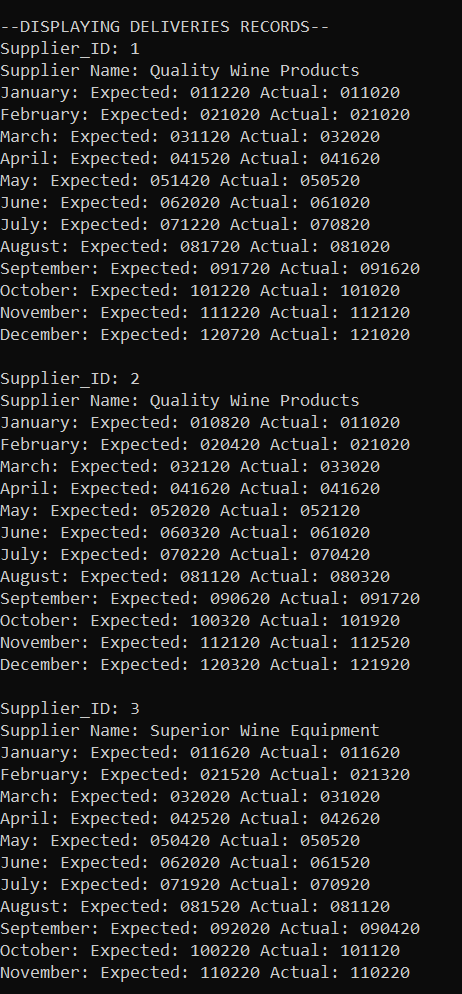 --DISPLAYING DELIVERIES RECORDS--
Supplier_ID: 1
Supplier Name: Quality Wine Products
January: Expected: 011220 Actual: 011020
February: Expected: 021020 Actual: 021020
March: Expected: 031120 Actual: 032020
April: Expected: 041520 Actual: 041620
May: Expected: 051420 Actual: 050520
June: Expected: 062020 Actual: 061020
July: Expected: 071220 Actual: 070820
August: Expected: 081720 Actual: 081020
September: Expected: 091720 Actual: 091620
October: Expected: 101220 Actual: 101020
November: Expected: 111220 Actual: 112120
December: Expected: 120720 Actual: 121020

Supplier_ID: 2
Supplier Name: Quality Wine Products
January: Expected: 010820 Actual: 011020
February: Expected: 020420 Actual: 021020
March: Expected: 032120 Actual: 033020
April: Expected: 041620 Actual: 041620
May: Expected: 052020 Actual: 052120
June: Expected: 060320 Actual: 061020
July: Expected: 070220 Actual: 070420
August: Expected: 081120 Actual: 080320
September: Expected: 090620 Actual: 091720
October: Expected: 100320 Actual: 101920
November: Expected: 112120 Actual: 112520
December: Expected: 120320 Actual: 121920

Supplier_ID: 3
Supplier Name: Superior Wine Equipment
January: Expected: 011620 Actual: 011620
February: Expected: 021520 Actual: 021320
March: Expected: 032020 Actual: 031020
April: Expected: 042520 Actual: 042620
May: Expected: 050420 Actual: 050520
June: Expected: 062020 Actual: 061520
July: Expected: 071920 Actual: 070920
August: Expected: 081520 Actual: 081120
September: Expected: 092020 Actual: 090420
October: Expected: 100220 Actual: 101120
November: Expected: 110220 Actual: 110220